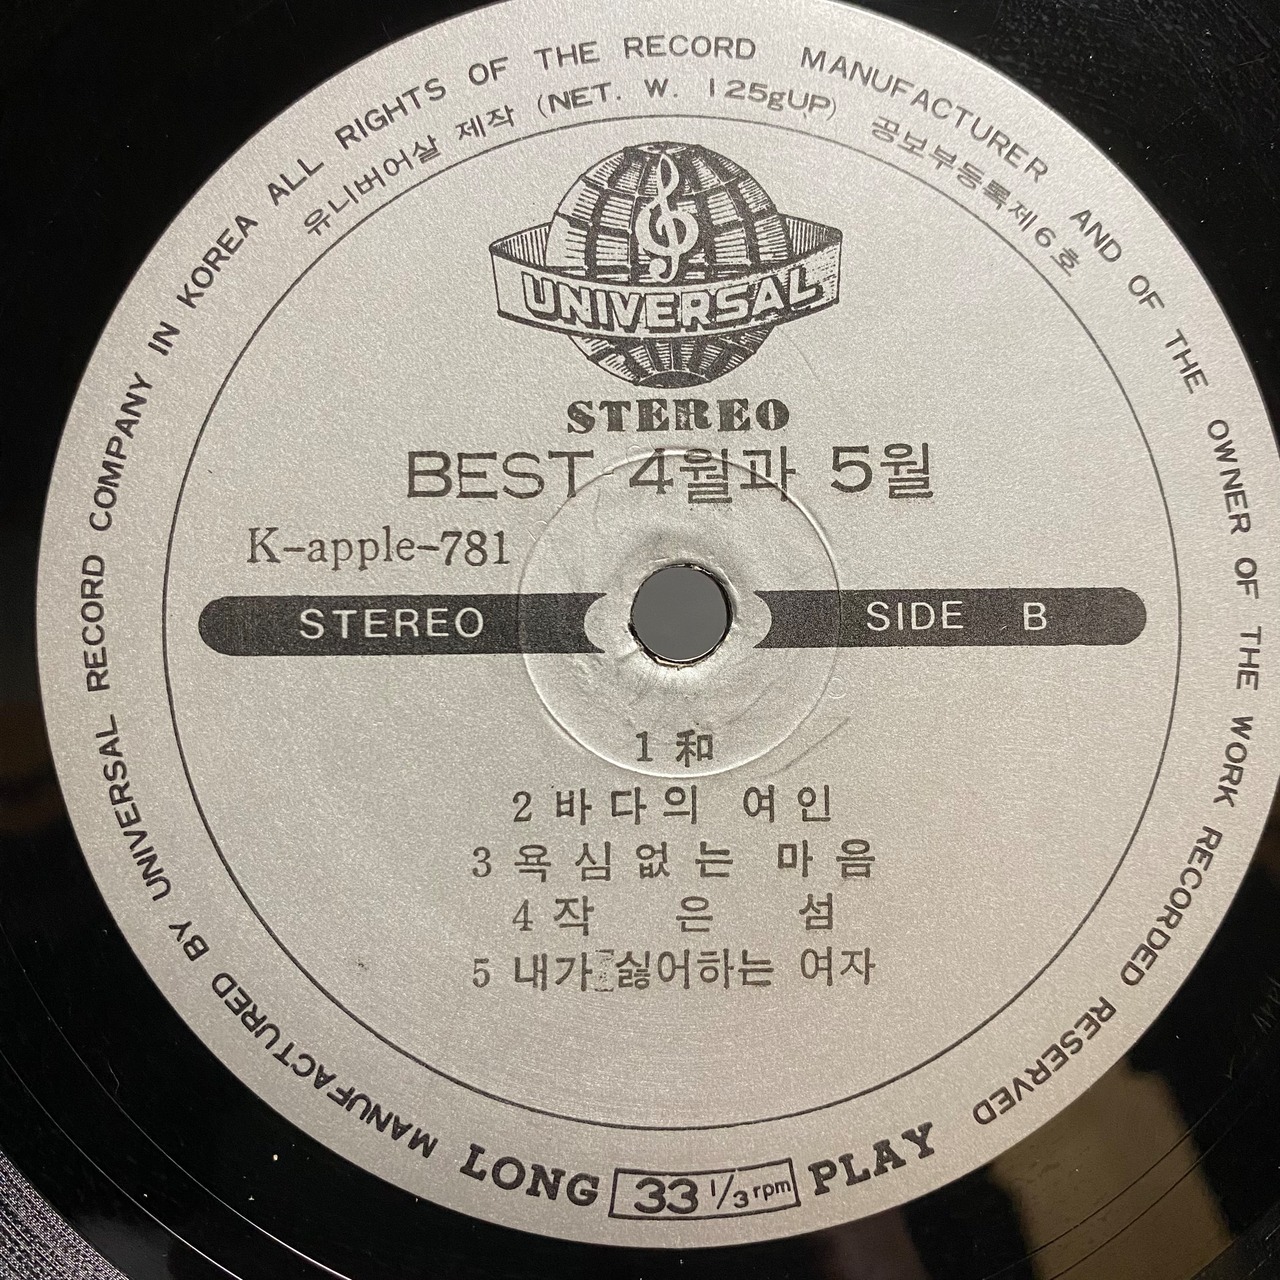 MANUFACTURED BY UNIVERSAL RECORD COMPANY IN KOREA ALL RIGHTS OF THE RECORD MANUFACTURER AND OF THE OWNER OF THE WORK RECORDED RESERVED
유니버어살 제작 (NET. W. 125gUP) 공보부등록제6호
UNIVERSAL
STEREO
BEST 4월과 5월
K-apple-781
STEREO SIDE B
1 和
2 바다의 여인
3 욕심없는 마음
4 작은섬
5 내가 싫어하는 여자
LONG 33 1/3 rpm PLAY